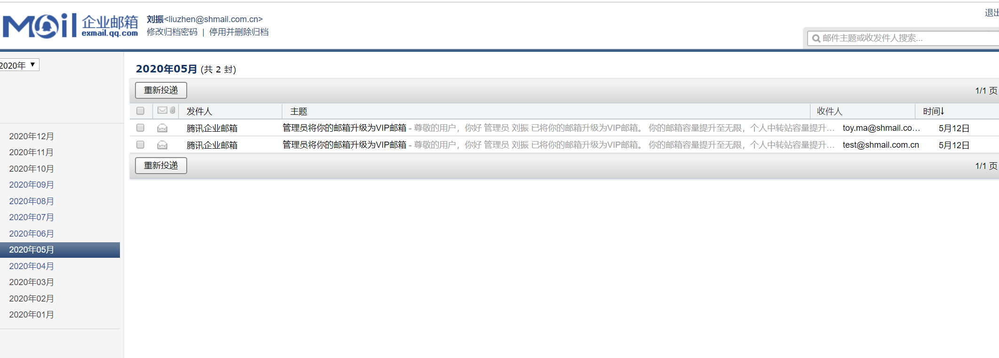 Mail 企业邮箱
exmail.qq.com
刘振<liuzhen@shmail.com.cn>
修改归档密码 | 停用并删除归档
退出
邮件主题或收发件人搜索...
2020年
2020年12月
2020年11月
2020年10月
2020年09月
2020年08月
2020年07月
2020年06月
2020年05月
2020年04月
2020年03月
2020年02月
2020年01月
2020年05月 (共 2 封)
重新投递
1/1 页
发件人 主题 收件人 时间↓
腾讯企业邮箱 管理员将你的邮箱升级为VIP邮箱 - 尊敬的用户，你好 管理员 刘振 已将你的邮箱升级为VIP邮箱。 你的邮箱容量提升至无限，个人中转站容量提升... toy.ma@shmail.co... 5月12日
腾讯企业邮箱 管理员将你的邮箱升级为VIP邮箱 - 尊敬的用户，你好 管理员 刘振 已将你的邮箱升级为VIP邮箱。 你的邮箱容量提升至无限，个人中转站容量提升... test@shmail.com.cn 5月12日
重新投递
1/1 页